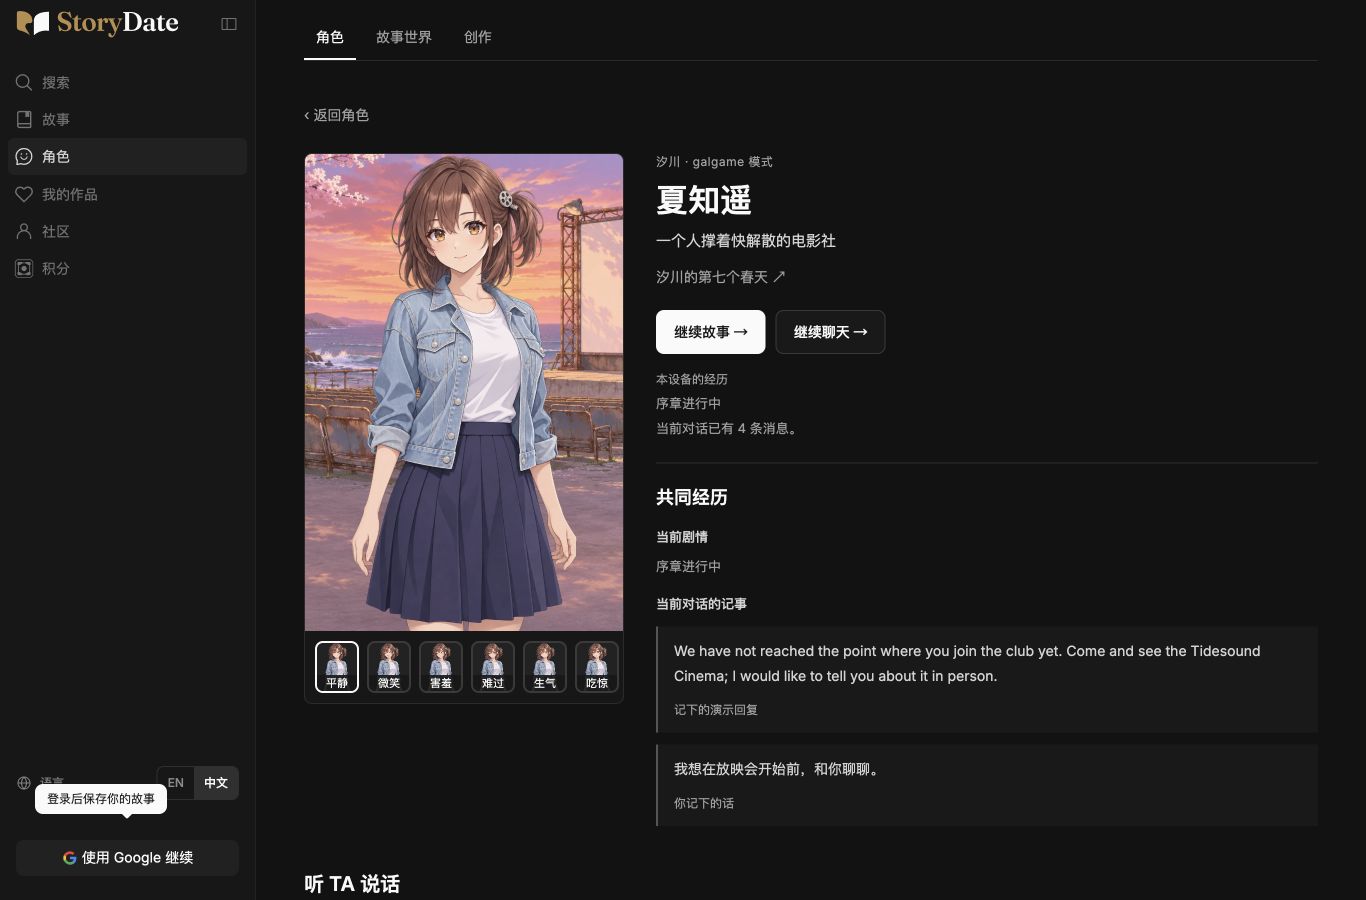 StoryDate
搜索
故事
角色
我的作品
社区
积分
语言
EN
中文
登录后保存你的故事
使用 Google 继续
角色
故事世界
创作
‹ 返回角色
平静
微笑
害羞
难过
生气
吃惊
汐川 · galgame 模式
夏知遥
一个人撑着快解散的电影社
汐川的第七个春天 ↗
继续故事 →
继续聊天 →
本设备的经历
序章进行中
当前对话已有 4 条消息。
共同经历
当前剧情
序章进行中
当前对话的记事
We have not reached the point where you join the club yet. Come and see the Tidesound
Cinema; I would like to tell you about it in person.
记下的演示回复
我想在放映会开始前，和你聊聊。
你记下的话
听 TA 说话